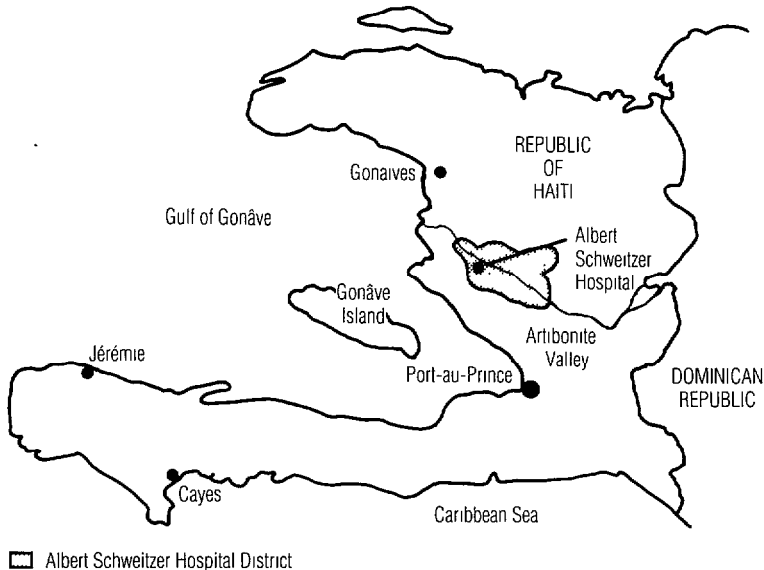 REPUBLIC
OF
HAITI
Gonaives
Gulf of Gonâve
Albert
Schweitzer
Hospital
Gonâve
Island
Artibonite
Valley
Jérémie
Port-au-Prince
DOMINICAN
REPUBLIC
Cayes
Caribbean Sea
Albert Schweitzer Hospital District